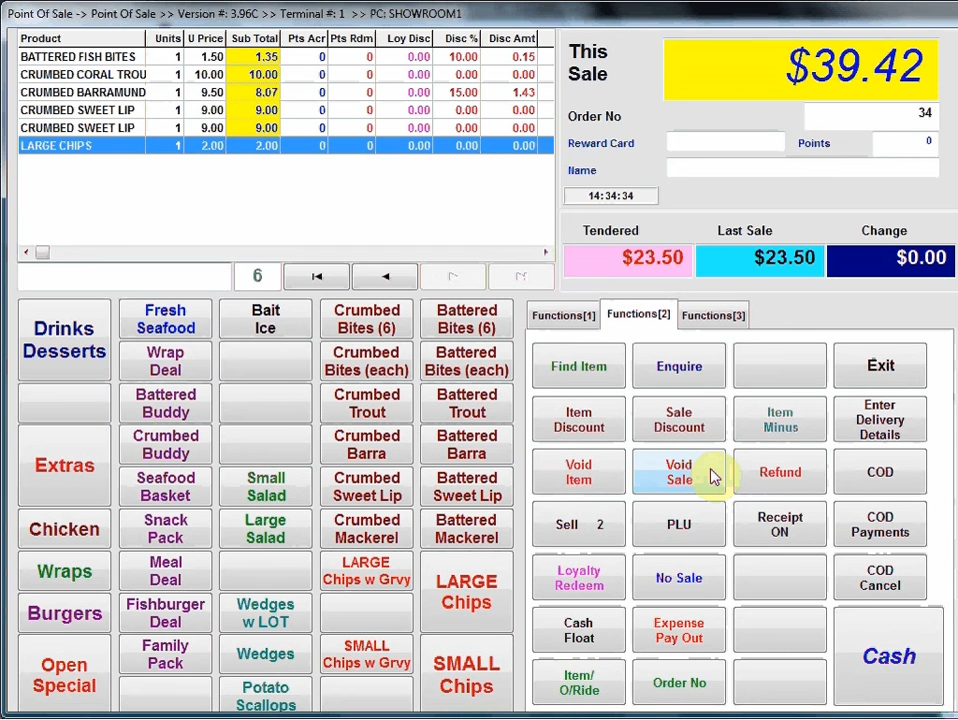 Point Of Sale -> Point Of Sale >> Version #: 3.96C >> Terminal #: 1 >> PC: SHOWROOM1
Product Units U Price Sub Total Pts Acr Pts Rdm Loy Disc Disc % Disc Amt
BATTERED FISH BITES 1 1.50 1.35 0 0 0.00 10.00 0.15
CRUMBED CORAL TROU 1 10.00 10.00 0 0 0.00 0.00 0.00
CRUMBED BARRAMUND 1 9.50 8.07 0 0 0.00 15.00 1.43
CRUMBED SWEET LIP 1 9.00 9.00 0 0 0.00 0.00 0.00
CRUMBED SWEET LIP 1 9.00 9.00 0 0 0.00 0.00 0.00
LARGE CHIPS 1 2.00 2.00 0 0 0.00 0.00 0.00
6
This
Sale
$39.42
Order No 34
Reward Card Points 0
Name
14:34:34
Tendered Last Sale Change
$23.50 $23.50 $0.00
Drinks
Desserts
Extras
Chicken
Wraps
Burgers
Open
Special
Fresh
Seafood
Wrap
Deal
Battered
Buddy
Crumbed
Buddy
Seafood
Basket
Snack
Pack
Meal
Deal
Fishburger
Deal
Family
Pack
Bait
Ice
Small
Salad
Large
Salad
Wedges
w LOT
Wedges
Potato
Scallops
Crumbed
Bites (6)
Crumbed
Bites (each)
Crumbed
Trout
Crumbed
Barra
Crumbed
Sweet Lip
Crumbed
Mackerel
LARGE
Chips w Grvy
SMALL
Chips w Grvy
Battered
Bites (6)
Battered
Bites (each)
Battered
Trout
Battered
Barra
Battered
Sweet Lip
Battered
Mackerel
LARGE
Chips
SMALL
Chips
Functions[1] Functions[2] Functions[3]
Find Item
Enquire
Exit
Item
Discount
Sale
Discount
Item
Minus
Enter
Delivery
Details
Void
Item
Void
Sale
Refund
COD
Sell 2
PLU
Receipt
ON
COD
Payments
Loyalty
Redeem
No Sale
COD
Cancel
Cash
Float
Expense
Pay Out
Cash
Item/
O/Ride
Order No